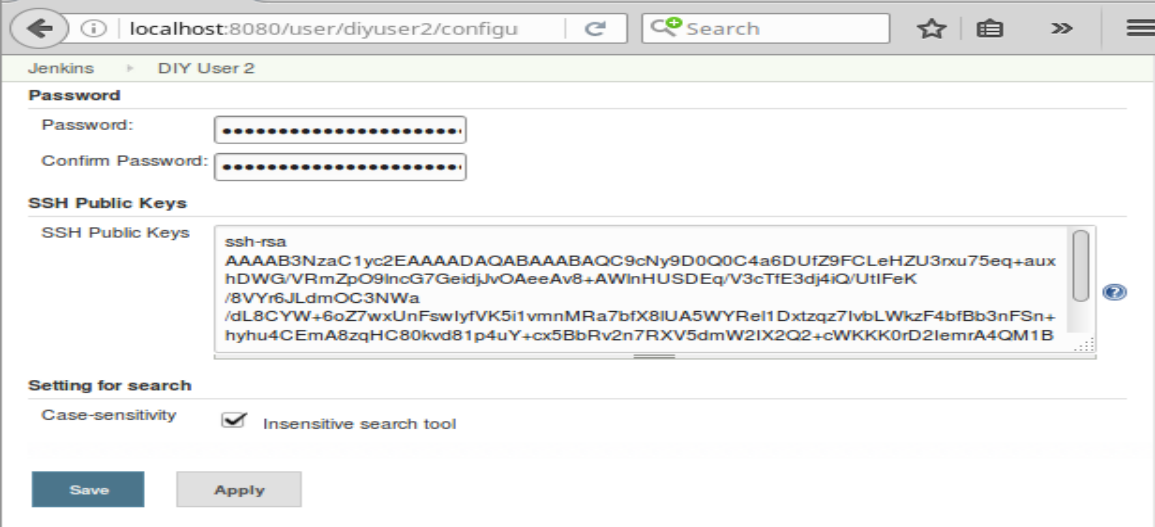 localhost:8080/user/diyuser2/configu
Search
Jenkins DIY User 2
Password
Password:
Confirm Password:
SSH Public Keys
SSH Public Keys
ssh-rsa
AAAAB3NzaC1yc2EAAAADAQABAAABAQC9cNy9D0Q0C4a6DUfZ9FCLeHZU3rxu75eq+aux
hDWG/VRmZpO9lncG7GeidjJvOAeeAv8+AWlnHUSDEq/V3cTfE3dj4iQ/UtIFeK
/8VYr6JLdmOC3NWa
/dL8CYW+6oZ7wxUnFswIyfVK5i1vmnMRa7bfX8lUA5WYRel1Dxtzqz7IvbLWkzF4bfBb3nFSn+
hyhu4CEmA8zqHC80kvd81p4uY+cx5BbRv2n7RXV5dmW2IX2Q2+cWKKK0rD2IemrA4QM1B
Setting for search
Case-sensitivity
Insensitive search tool
Save Apply